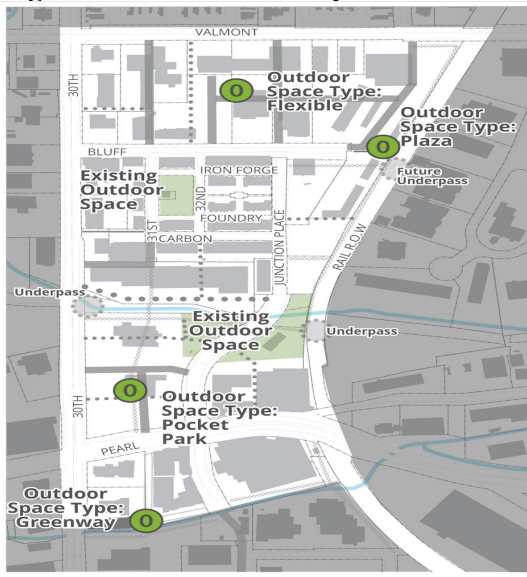 VALMONT
30TH
O
Outdoor
Space Type:
Flexible
Outdoor
Space Type:
Plaza
O
BLUFF
Future
Underpass
Existing
Outdoor
Space
IRON FORGE
32ND
FOUNDRY
31ST
CARBON
JUNCTION PLACE
RAIL R.O.W
Underpass
Existing
Outdoor
Space
Underpass
O
Outdoor
Space Type:
Pocket
Park
30TH
PEARL
Outdoor
Space Type:
Greenway
O